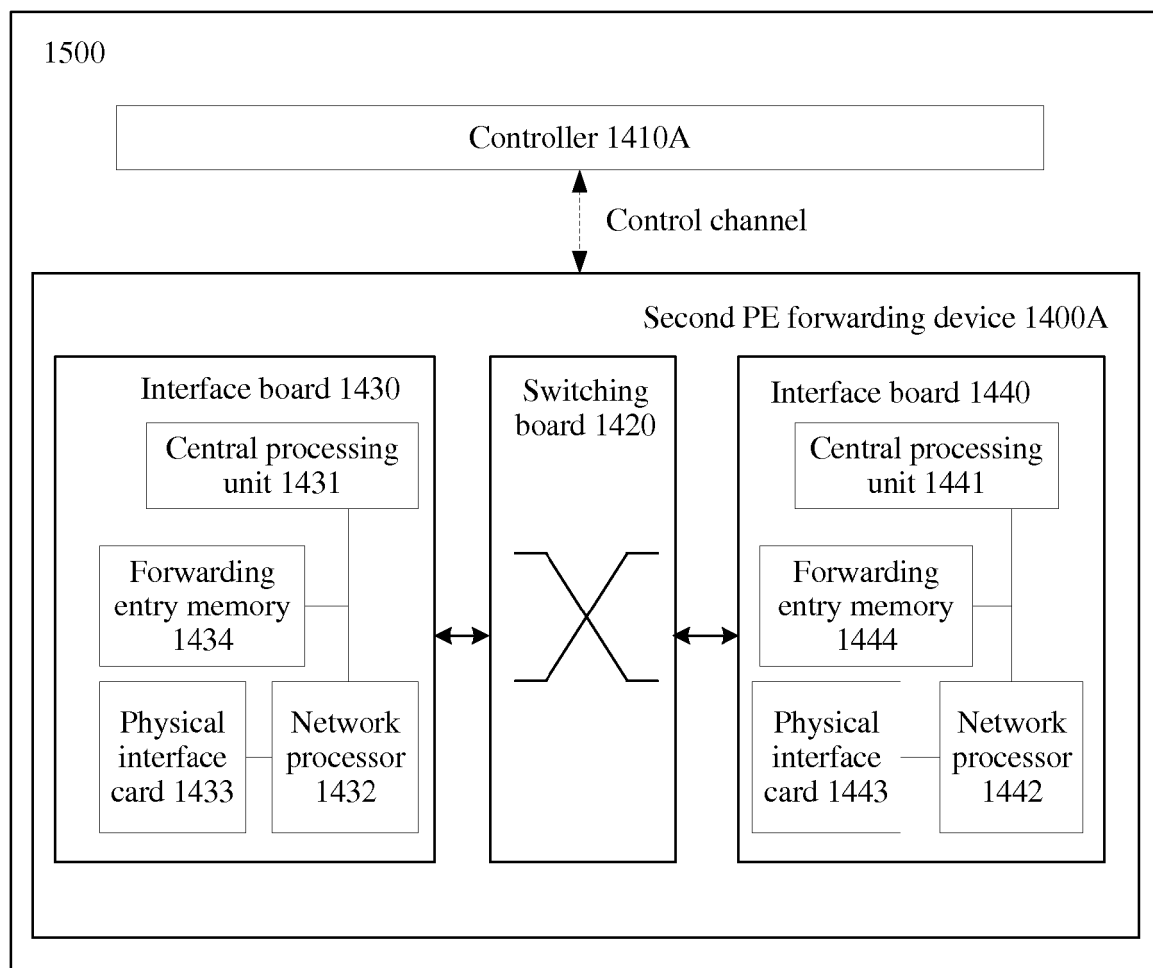 1500
Controller 1410A
Control channel
Second PE forwarding device 1400A
Interface board 1430
Central processing
unit 1431
Forwarding
entry memory
1434
Physical
interface
card 1433
Network
processor
1432
Switching
board 1420
Interface board 1440
Central processing
unit 1441
Forwarding
entry memory
1444
Physical
interface
card 1443
Network
processor
1442